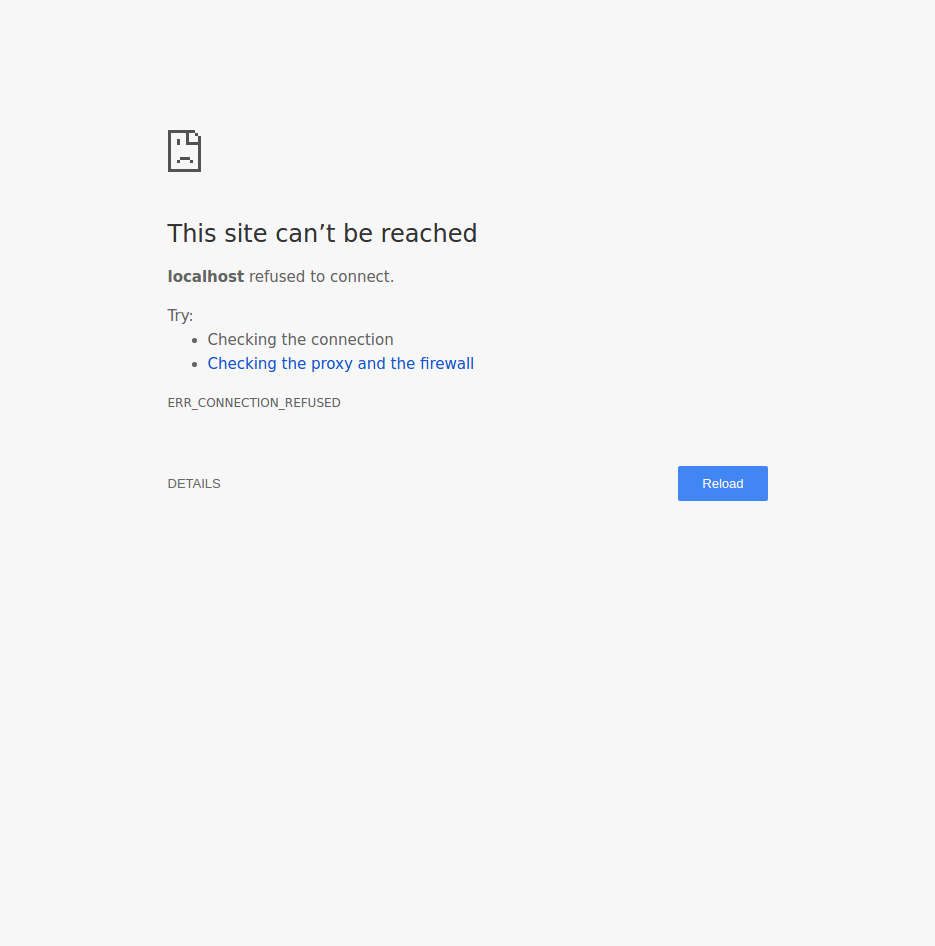 This site can’t be reached
localhost refused to connect.
Try:
Checking the connection
Checking the proxy and the firewall
ERR_CONNECTION_REFUSED
DETAILS
Reload